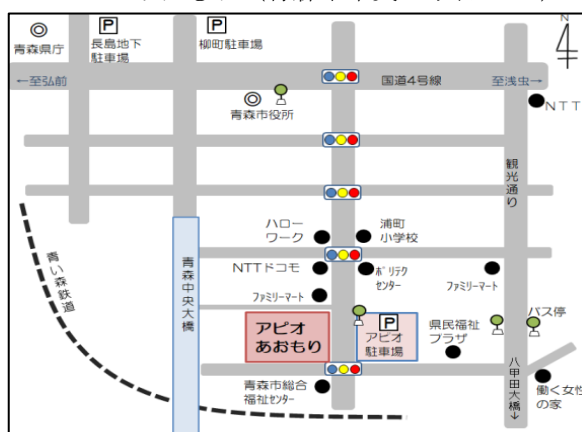 P
P
青森県庁
長島地下
駐車場
柳町駐車場
4
←至弘前
国道4号線
至浅虫→
青森市役所
NTT
観光通り
ハロー
ワーク
浦町
小学校
青い森鉄道
青森中央大橋
NTTドコモ
ポリテク
センター
ファミリーマート
ファミリーマート
アピオ
あおもり
P
アピオ
駐車場
県民福祉
プラザ
バス停
青森市総合
福祉センター
八甲田大橋→
働く女性
の家